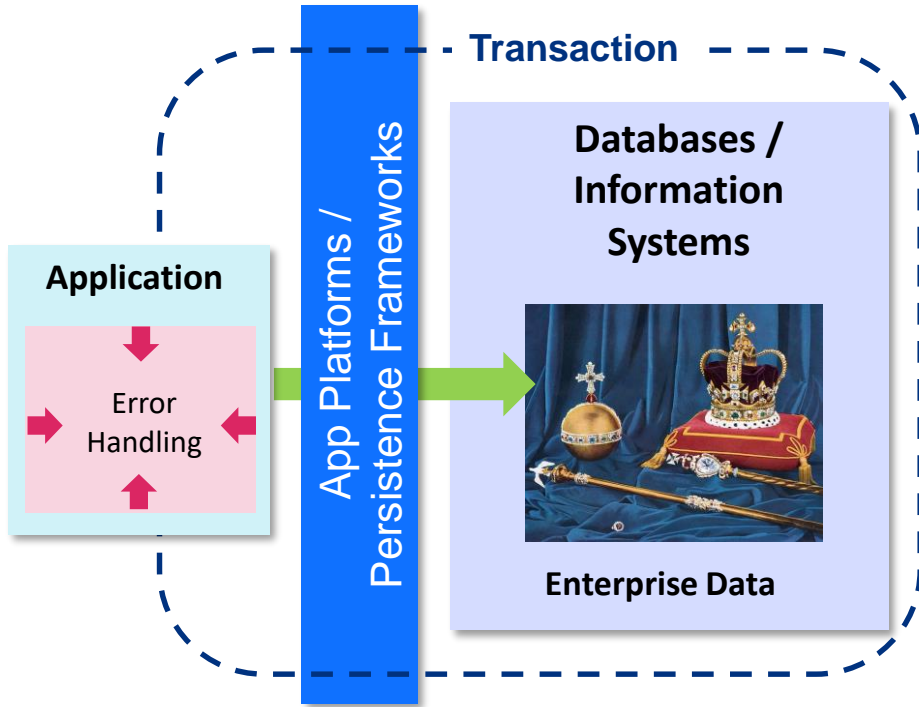 Transaction
App Platforms /
Persistence Frameworks
Databases /
Information
Systems
Application
Error
Handling
Enterprise Data